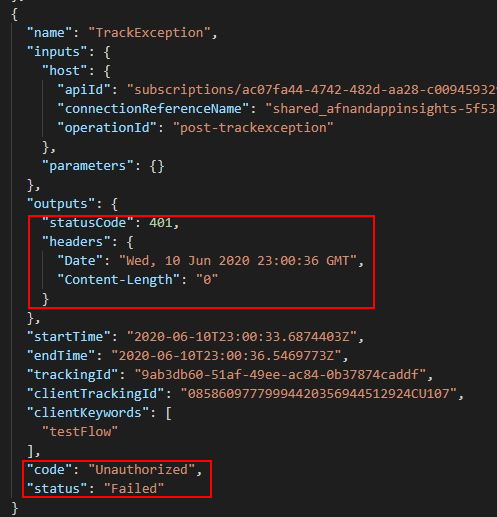 {
"name": "TrackException",
"inputs": {
"host": {
"apiId": "subscriptions/ac07fa44-4742-482d-aa28-c009459329
"connectionReferenceName": "shared_afnandappinsights-5f53
"operationId": "post-trackexception"
},
"parameters": {}
},
"outputs": {
"statusCode": 401,
"headers": {
"Date": "Wed, 10 Jun 2020 23:00:36 GMT",
"Content-Length": "0"
}
},
"startTime": "2020-06-10T23:00:33.6874403Z",
"endTime": "2020-06-10T23:00:36.5469773Z",
"trackingId": "9ab3db60-51af-49ee-ac84-0b37874caddf",
"clientTrackingId": "08586097779994420356944512924CU107",
"clientKeywords": [
"testFlow"
],
"code": "Unauthorized",
"status": "Failed"
}